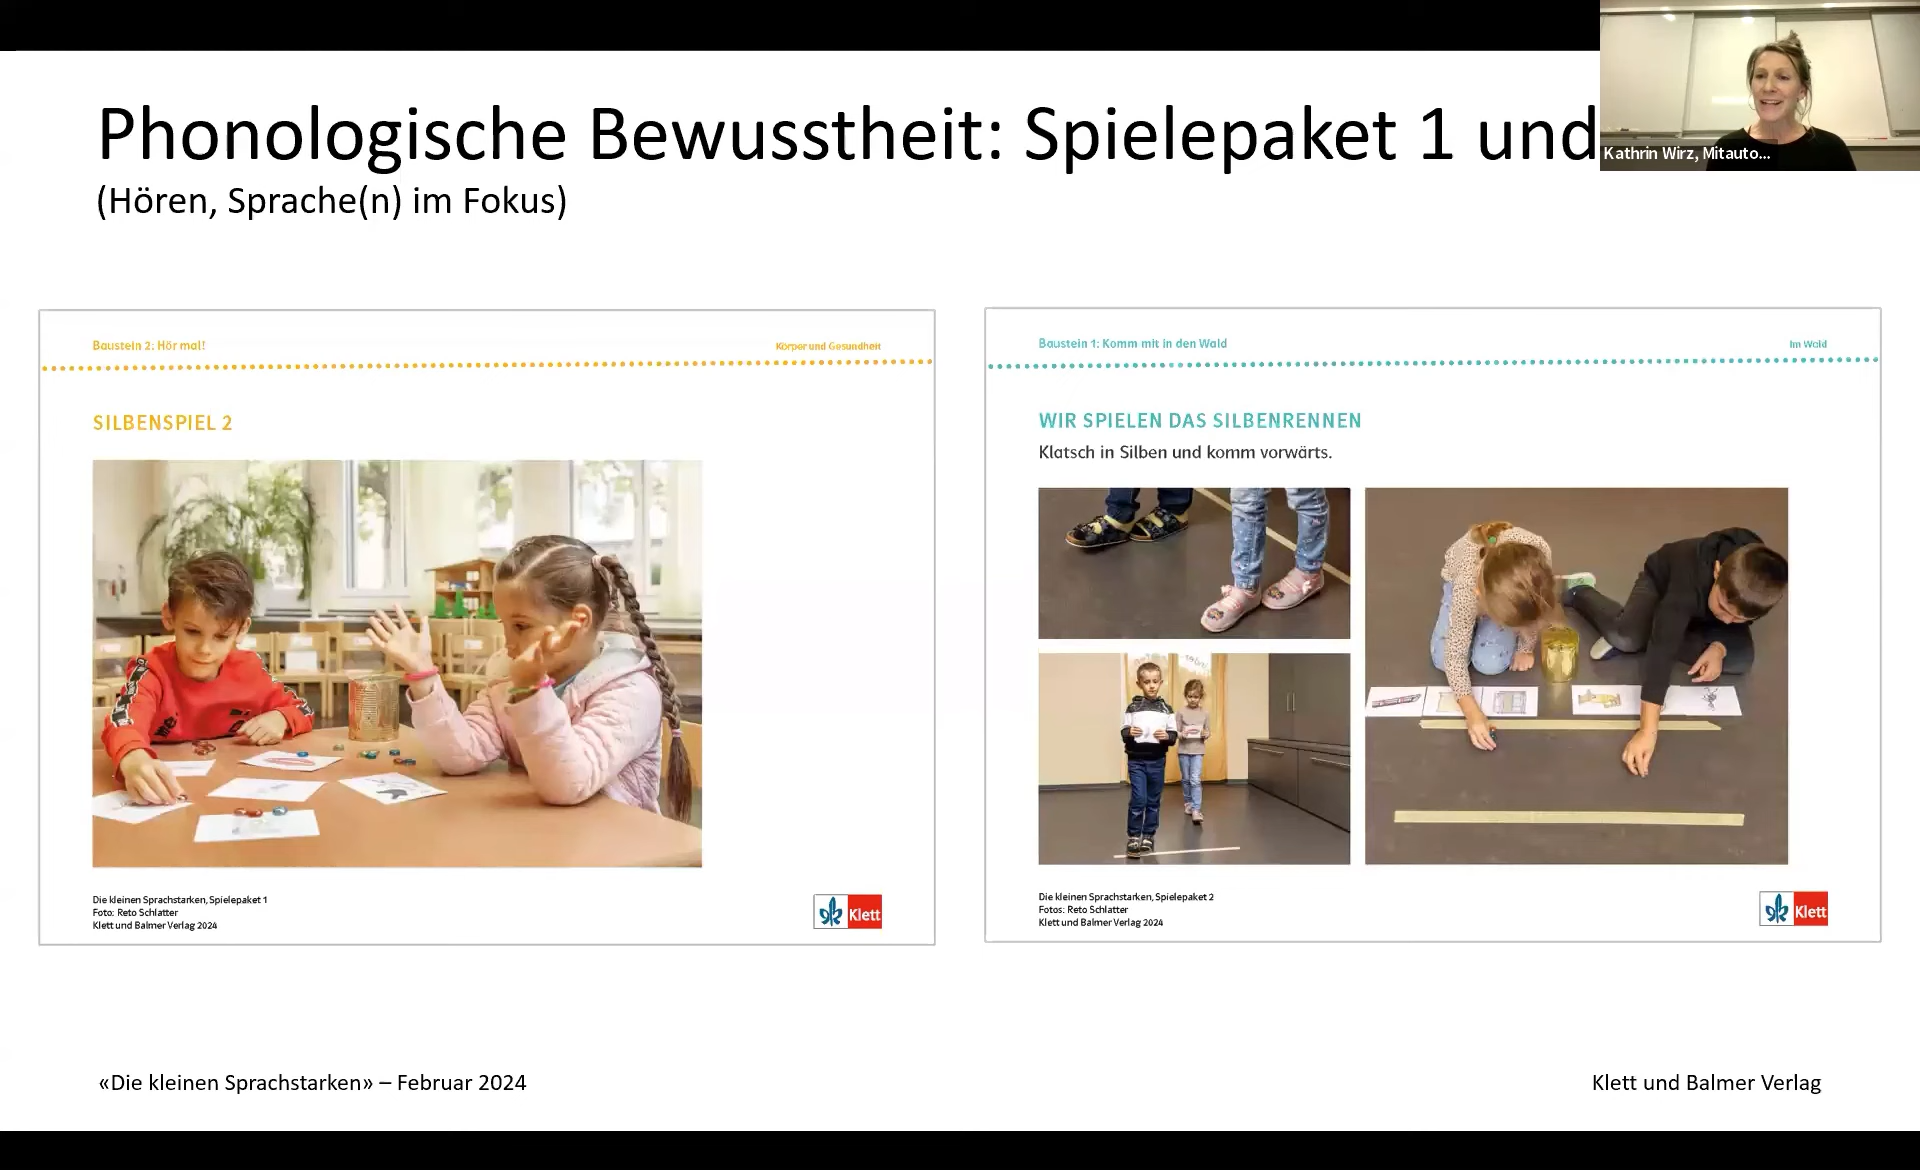 Phonologische Bewusstheit: Spielepaket 1 und
(Hören, Sprache(n) im Fokus)
Kathrin Wirz, Mitauto...
Baustein 2: Hör mal!
Körper und Gesundheit
SILBENSPIEL 2
Die kleinen Sprachstarken, Spielepaket 1
Foto: Reto Schlatter
Klett und Balmer Verlag 2024
Klett
Baustein 1: Komm mit in den Wald
Im Wald
WIR SPIELEN DAS SILBENRENNEN
Klatsch in Silben und komm vorwärts.
Die kleinen Sprachstarken, Spielepaket 2
Fotos: Reto Schlatter
Klett und Balmer Verlag 2024
Klett
«Die kleinen Sprachstarken» – Februar 2024
Klett und Balmer Verlag